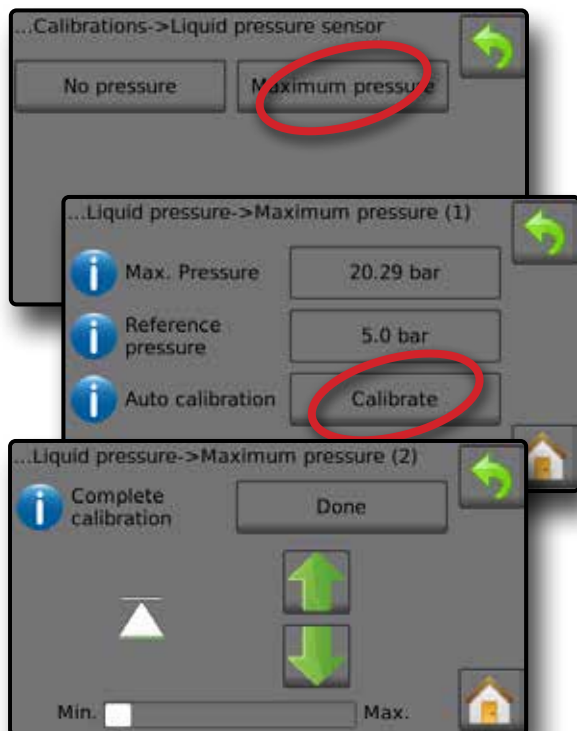 ...Calibrations->Liquid pressure sensor
No pressure
Maximum pressure
...Liquid pressure->Maximum pressure (1)
Max. Pressure
20.29 bar
Reference
pressure
5.0 bar
Auto calibration
Calibrate
...Liquid pressure->Maximum pressure (2)
Complete
calibration
Done
Min.
Max.